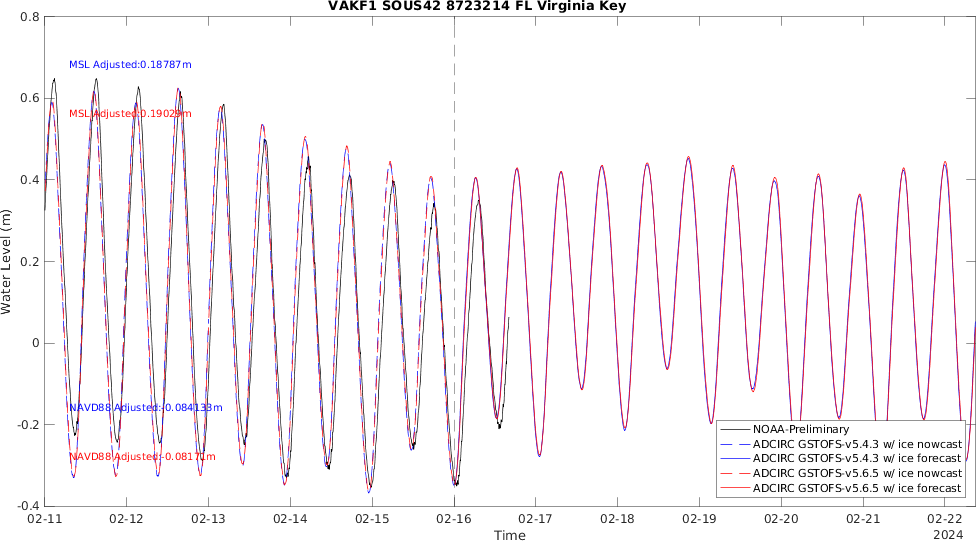 VAKF1 SOUS42 8723214 FL Virginia Key
0.8
0.6
0.4
0.2
0
-0.2
-0.4
Water Level (m)
MSL Adjusted:0.18787m
MSL Adjusted:0.19029m
NAVD88 Adjusted:-0.084133m
NAVD88 Adjusted:-0.08171m
NOAA-Preliminary
ADCIRC GSTOFS-v5.4.3 w/ ice nowcast
ADCIRC GSTOFS-v5.4.3 w/ ice forecast
ADCIRC GSTOFS-v5.6.5 w/ ice nowcast
ADCIRC GSTOFS-v5.6.5 w/ ice forecast
02-11 02-12 02-13 02-14 02-15 02-16 02-17 02-18 02-19 02-20 02-21 02-22
2024
Time